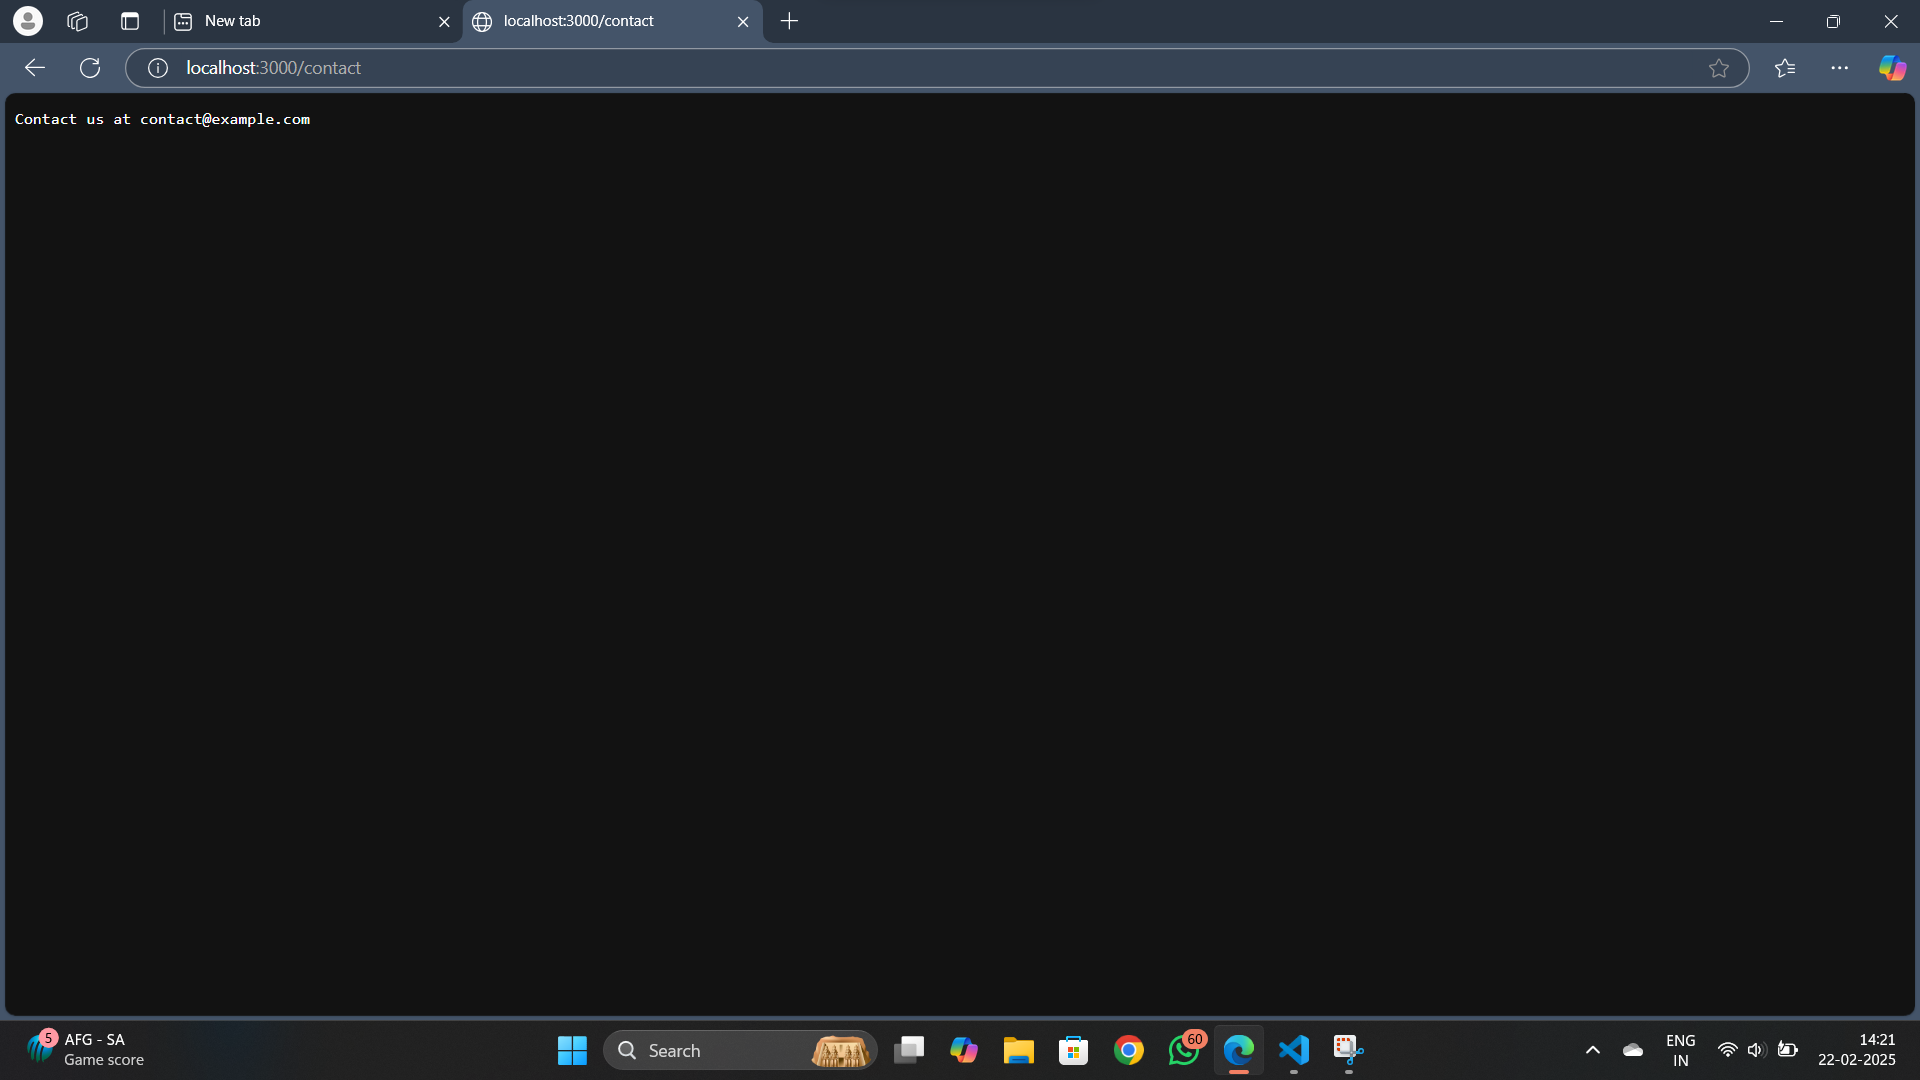 New tab
localhost:3000/contact
localhost:3000/contact
Contact us at contact@example.com
5
AFG - SA
Game score
Search
60
ENG
IN
14:21
22-02-2025